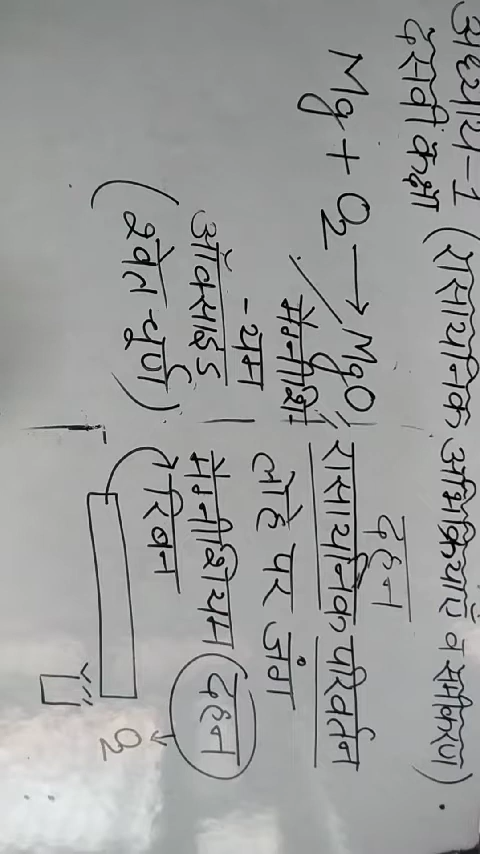 अध्याय-1 (रासायनिक अभिक्रियाएँ व समीकरण).
दसवीं कक्षा
दहन
Mg + O₂ → MgO
रासायनिक परिवर्तन
मैग्नीशि
-यम
ऑक्साइड
(श्वेत चूर्ण)
लोहे पर जंग
मैग्नीशियम दहन
रिबन
O₂